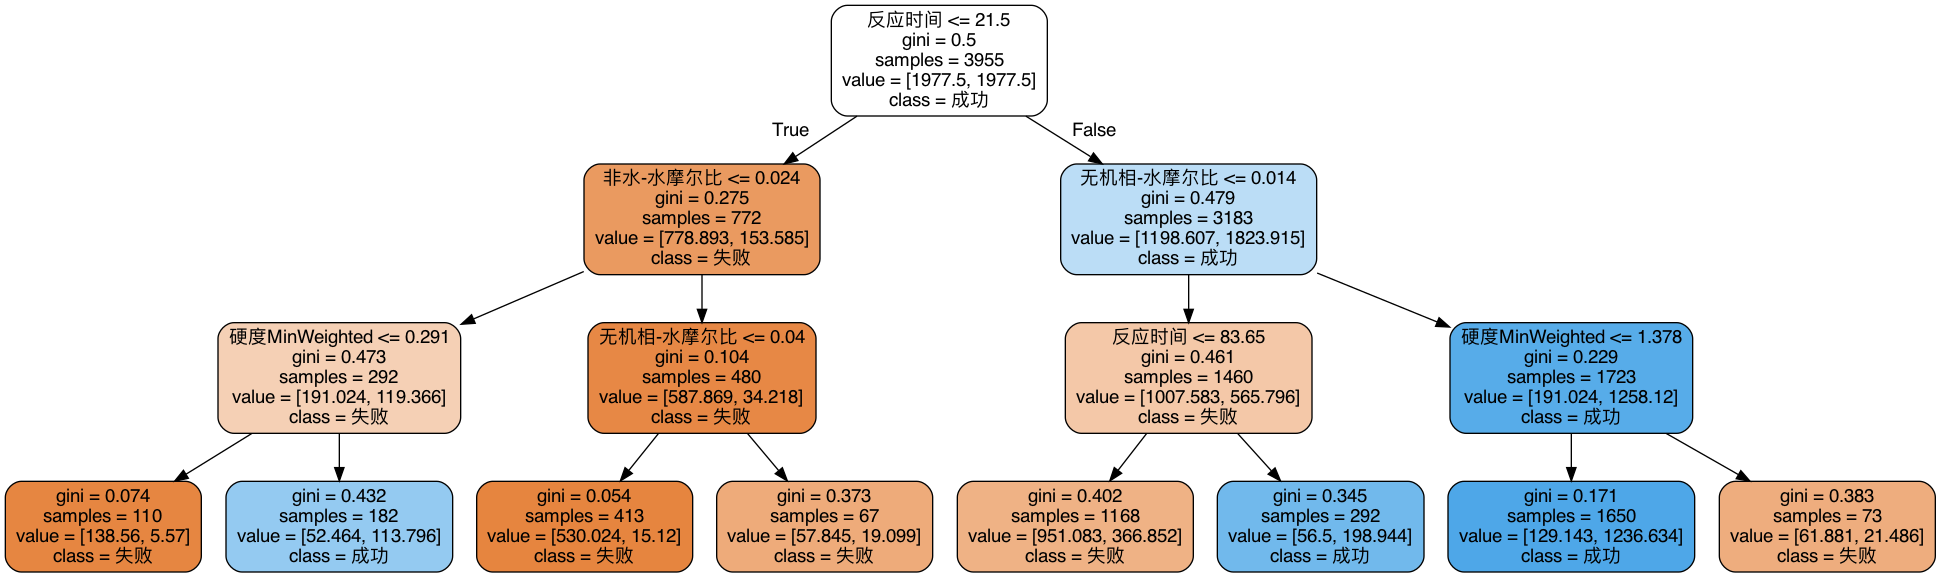 反应时间 <= 21.5
gini = 0.5
samples = 3955
value = [1977.5, 1977.5]
class = 成功
True
False
非水-水摩尔比 <= 0.024
gini = 0.275
samples = 772
value = [778.893, 153.585]
class = 失败
无机相-水摩尔比 <= 0.014
gini = 0.479
samples = 3183
value = [1198.607, 1823.915]
class = 成功
硬度MinWeighted <= 0.291
gini = 0.473
samples = 292
value = [191.024, 119.366]
class = 失败
无机相-水摩尔比 <= 0.04
gini = 0.104
samples = 480
value = [587.869, 34.218]
class = 失败
反应时间 <= 83.65
gini = 0.461
samples = 1460
value = [1007.583, 565.796]
class = 失败
硬度MinWeighted <= 1.378
gini = 0.229
samples = 1723
value = [191.024, 1258.12]
class = 成功
gini = 0.074
samples = 110
value = [138.56, 5.57]
class = 失败
gini = 0.432
samples = 182
value = [52.464, 113.796]
class = 成功
gini = 0.054
samples = 413
value = [530.024, 15.12]
class = 失败
gini = 0.373
samples = 67
value = [57.845, 19.099]
class = 失败
gini = 0.402
samples = 1168
value = [951.083, 366.852]
class = 失败
gini = 0.345
samples = 292
value = [56.5, 198.944]
class = 成功
gini = 0.171
samples = 1650
value = [129.143, 1236.634]
class = 成功
gini = 0.383
samples = 73
value = [61.881, 21.486]
class = 失败